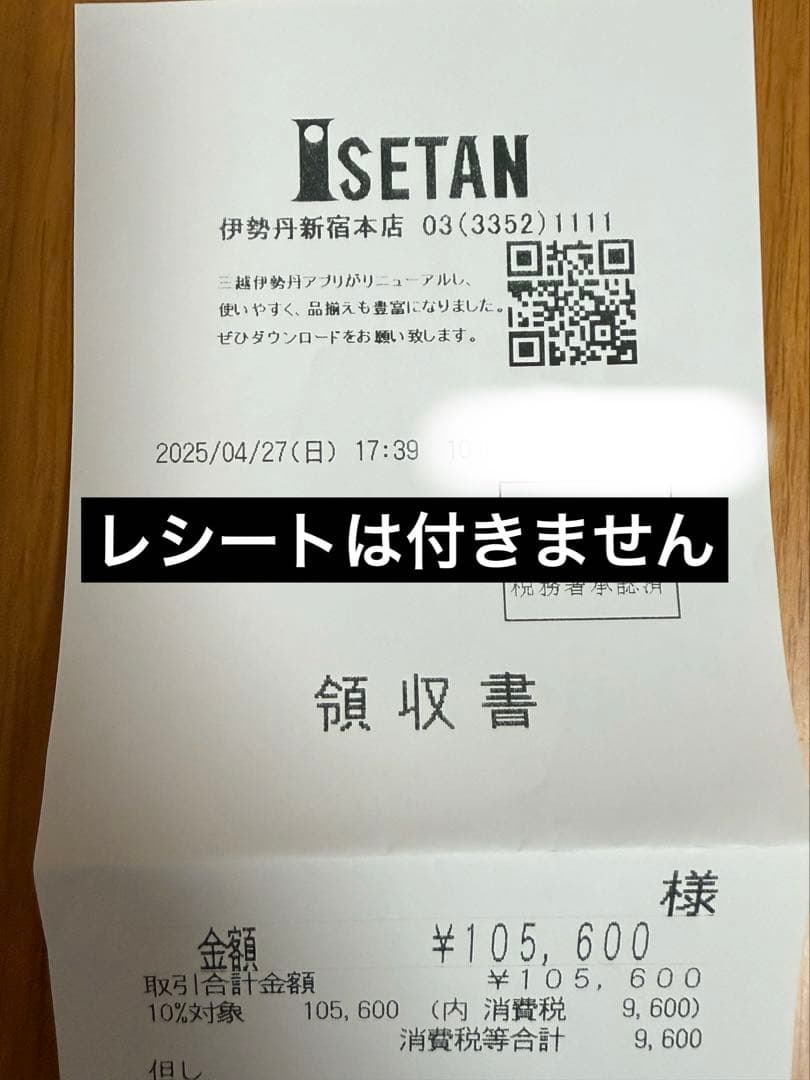 ISETAN
伊勢丹新宿本店 03(3352)1111
三越伊勢丹アプリがリニューアルし、
使いやすく、品揃えも豊富になりました。
ぜひダウンロードをお願い致します。
2025/04/27(日) 17:39 10
レシートは付きません
税務署承認済
領収書
様
金額 ¥105,600
取引合計金額 ¥105,600
10%対象 105,600 (内 消費税 9,600)
消費税等合計 9,600
但し